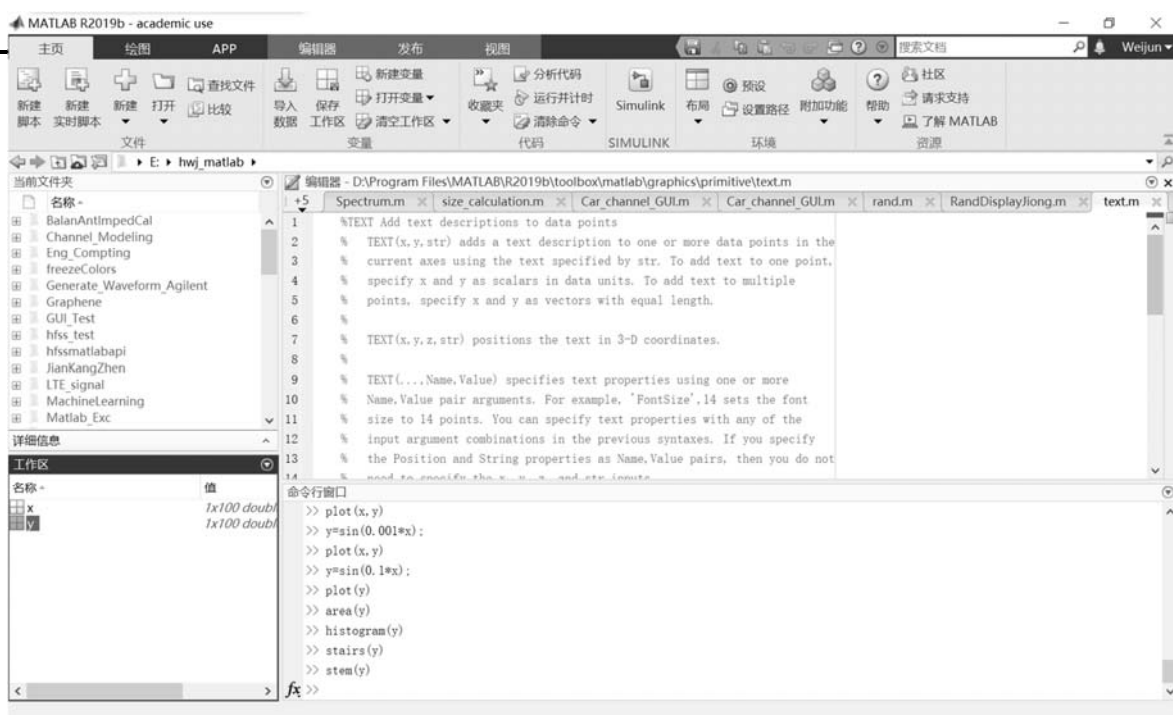 MATLAB R2019b - academic use
主页 绘图 APP 编辑器 发布 视图 搜索文档 Weijun
新建脚本 新建实时脚本 新建 打开 查找文件 比较
文件
导入数据 保存工作区 新建变量 打开变量 清空工作区
变量
收藏夹 分析代码 运行并计时 清除命令
代码
Simulink
SIMULINK
布局 预设 设置路径 附加功能
环境
帮助 社区 请求支持 了解 MATLAB
资源
E: hwj_matlab
当前文件夹
名称
BalanAntImpedCal
Channel_Modeling
Eng_Compting
freezeColors
Generate_Waveform_Agilent
Graphene
GUI_Test
hfss_test
hfssmatlabapi
JianKangZhen
LTE_signal
MachineLearning
Matlab_Exc
详细信息
工作区
名称 值
x 1x100 doubl
y 1x100 doubl
编辑器 - D:\Program Files\MATLAB\R2019b\toolbox\matlab\graphics\primitive\text.m
+5 Spectrum.m size_calculation.m Car_channel_GUI.m Car_channel_GUI.m rand.m RandDisplayJiong.m text.m
1 %TEXT Add text descriptions to data points
2 % TEXT(x,y,str) adds a text description to one or more data points in the
3 % current axes using the text specified by str. To add text to one point,
4 % specify x and y as scalars in data units. To add text to multiple
5 % points, specify x and y as vectors with equal length.
6 %
7 % TEXT(x,y,z,str) positions the text in 3-D coordinates.
8 %
9 % TEXT(...,Name,Value) specifies text properties using one or more
10 % Name,Value pair arguments. For example, 'FontSize',14 sets the font
11 % size to 14 points. You can specify text properties with any of the
12 % input argument combinations in the previous syntaxes. If you specify
13 % the Position and String properties as Name,Value pairs, then you do not
14 % need to specify the x, y, z, and str inputs.
命令行窗口
>> plot(x,y)
>> y=sin(0.001*x);
>> plot(x,y)
>> y=sin(0.1*x);
>> plot(y)
>> area(y)
>> histogram(y)
>> stairs(y)
>> stem(y)
fx >>